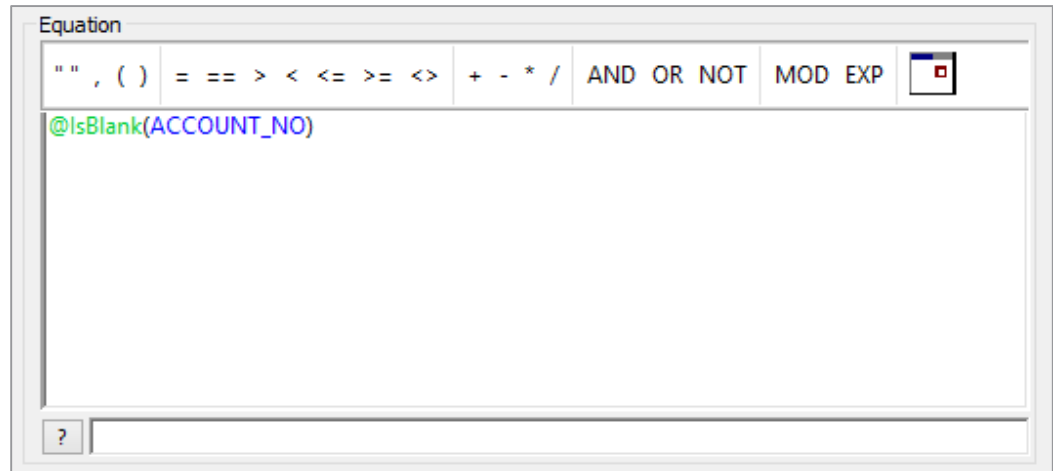 Equation
" " , ( ) = == > < <= >= <> + - * / AND OR NOT MOD EXP
@IsBlank(ACCOUNT_NO)
?